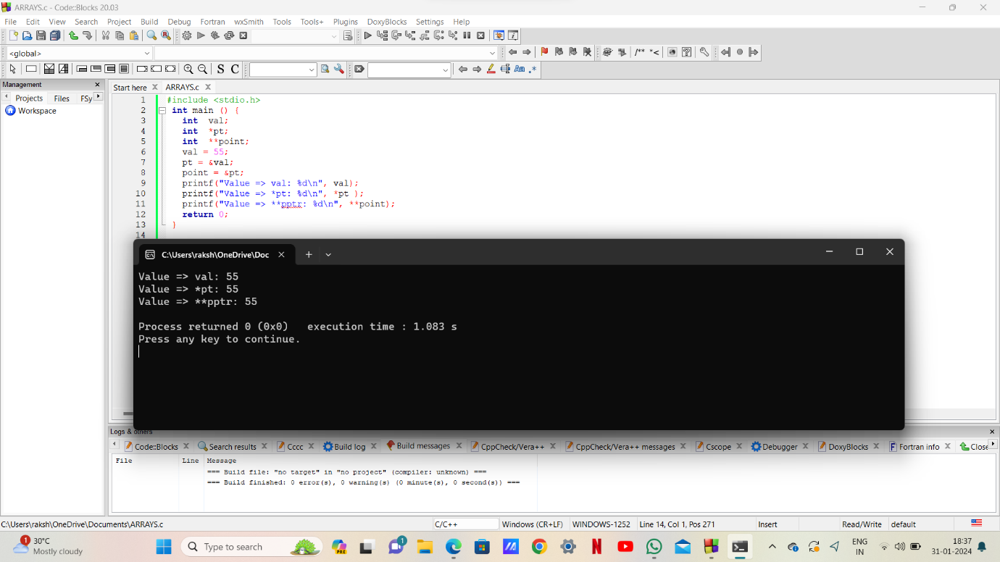 ARRAYS.c - Code::Blocks 20.03
File Edit View Search Project Build Debug Fortran wxSmith Tools Tools+ Plugins DoxyBlocks Settings Help
<global>
/** *<
S C
Aa .*
Management
Projects Files FSy
Workspace
Start here ARRAYS.c
1 #include <stdio.h>
2 int main () {
3 int  val;
4 int  *pt;
5 int  **point;
6 val = 55;
7 pt = &val;
8 point = &pt;
9 printf("Value => val: %d\n", val);
10 printf("Value => *pt: %d\n", *pt );
11 printf("Value => **pptr: %d\n", **point);
12 return 0;
13 }
14
C:\Users\raksh\OneDrive\Doc
Value => val: 55
Value => *pt: 55
Value => **pptr: 55
Process returned 0 (0x0)   execution time : 1.083 s
Press any key to continue.
Logs & others
Code::Blocks Search results Cccc Build log Build messages CppCheck/Vera++ CppCheck/Vera++ messages Cscope Debugger DoxyBlocks Fortran info Close
File Line Message
=== Build file: "no target" in "no project" (compiler: unknown) ===
=== Build finished: 0 error(s), 0 warning(s) (0 minute(s), 0 second(s)) ===
C:\Users\raksh\OneDrive\Documents\ARRAYS.c C/C++ Windows (CR+LF) WINDOWS-1252 Line 14, Col 1, Pos 271 Insert Read/Write default
1 30°C
Mostly cloudy
Type to search
PRE
1
N
ENG
IN
18:37
31-01-2024